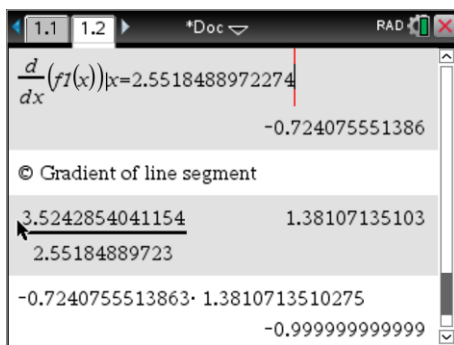 1.1 1.2 *Doc RAD
d/dx(f1(x))|x=2.5518488972274
-0.724075551386
© Gradient of line segment
3.5242854041154 1.38107135103
2.55184889723
-0.7240755513863· 1.3810713510275
-0.999999999999